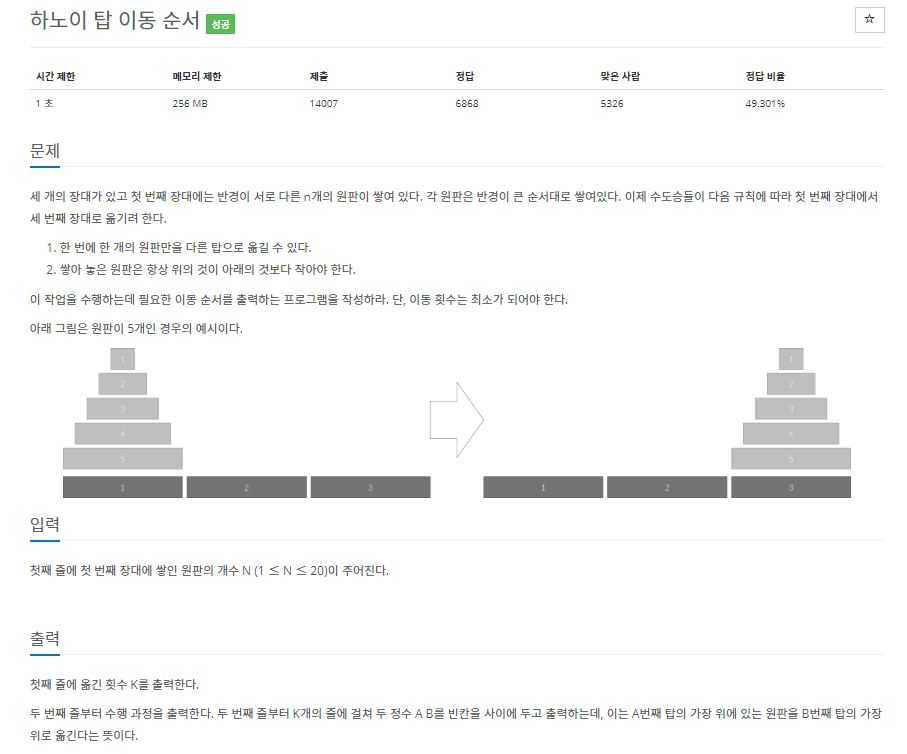 하노이 탑 이동 순서 성공
☆
시간 제한 메모리 제한 제출 정답 맞은 사람 정답 비율
1 초 256 MB 14007 6868 5326 49.301%
문제
세 개의 장대가 있고 첫 번째 장대에는 반경이 서로 다른 n개의 원판이 쌓여 있다. 각 원판은 반경이 큰 순서대로 쌓여있다. 이제 수도승들이 다음 규칙에 따라 첫 번째 장대에서
세 번째 장대로 옮기려 한다.
1. 한 번에 한 개의 원판만을 다른 탑으로 옮길 수 있다.
2. 쌓아 놓은 원판은 항상 위의 것이 아래의 것보다 작아야 한다.
이 작업을 수행하는데 필요한 이동 순서를 출력하는 프로그램을 작성하라. 단, 이동 횟수는 최소가 되어야 한다.
아래 그림은 원판이 5개인 경우의 예시이다.
1 1
2 2
3 3
4 4
5 5
1 2 3 1 2 3
입력
첫째 줄에 첫 번째 장대에 쌓인 원판의 개수 N (1 ≤ N ≤ 20)이 주어진다.
출력
첫째 줄에 옮긴 횟수 K를 출력한다.
두 번째 줄부터 수행 과정을 출력한다. 두 번째 줄부터 K개의 줄에 걸쳐 두 정수 A B를 빈칸을 사이에 두고 출력하는데, 이는 A번째 탑의 가장 위에 있는 원판을 B번째 탑의 가장
위로 옮긴다는 뜻이다.